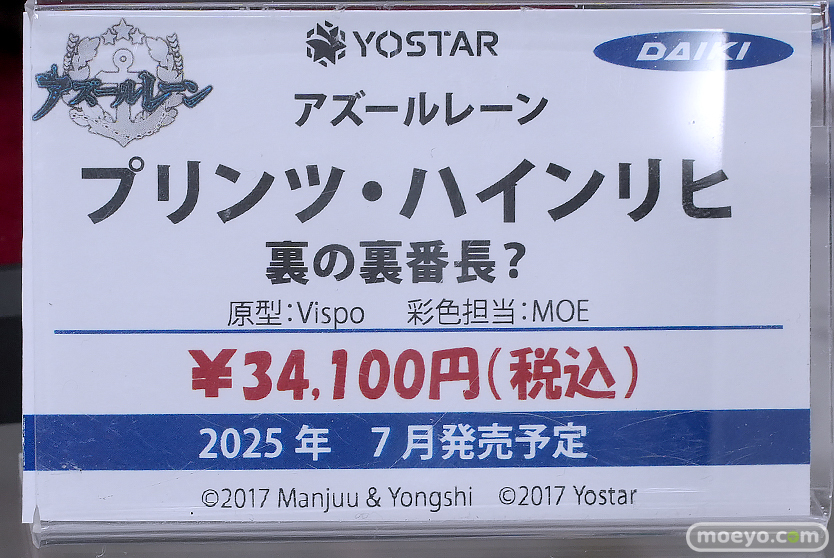 アズールレーン
YOSTAR
DAIKI
アズールレーン
プリンツ・ハインリヒ
裏の裏番長?
原型:Vispo 彩色担当:MOE
¥34,100円(税込)
2025年 7月発売予定
©2017 Manjuu & Yongshi ©2017 Yostar
moeyo.com